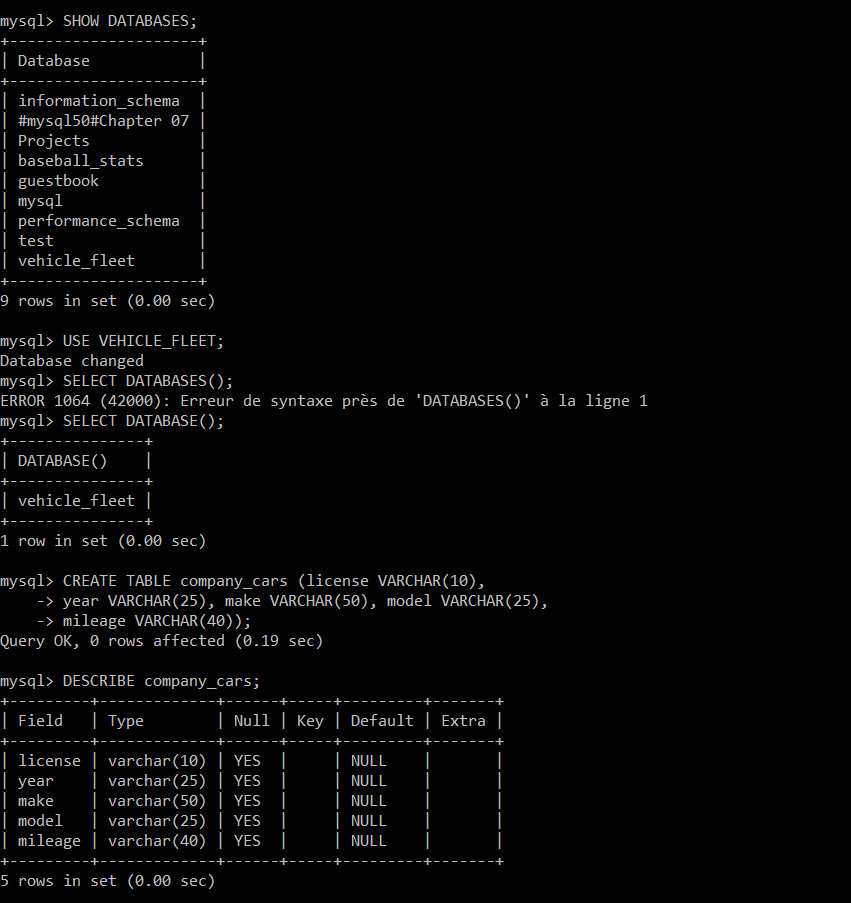 mysql> SHOW DATABASES;
+---------------------+
| Database            |
+---------------------+
| information_schema  |
| #mysql50#Chapter 07 |
| Projects            |
| baseball_stats      |
| guestbook           |
| mysql               |
| performance_schema  |
| test                |
| vehicle_fleet       |
+---------------------+
9 rows in set (0.00 sec)
mysql> USE VEHICLE_FLEET;
Database changed
mysql> SELECT DATABASES();
ERROR 1064 (42000): Erreur de syntaxe près de 'DATABASES()' à la ligne 1
mysql> SELECT DATABASE();
+---------------+
| DATABASE()    |
+---------------+
| vehicle_fleet |
+---------------+
1 row in set (0.00 sec)
mysql> CREATE TABLE company_cars (license VARCHAR(10),
    -> year VARCHAR(25), make VARCHAR(50), model VARCHAR(25),
    -> mileage VARCHAR(40));
Query OK, 0 rows affected (0.19 sec)
mysql> DESCRIBE company_cars;
+---------+-------------+------+-----+---------+-------+
| Field   | Type        | Null | Key | Default | Extra |
+---------+-------------+------+-----+---------+-------+
| license | varchar(10) | YES  |     | NULL    |       |
| year    | varchar(25) | YES  |     | NULL    |       |
| make    | varchar(50) | YES  |     | NULL    |       |
| model   | varchar(25) | YES  |     | NULL    |       |
| mileage | varchar(40) | YES  |     | NULL    |       |
+---------+-------------+------+-----+---------+-------+
5 rows in set (0.00 sec)